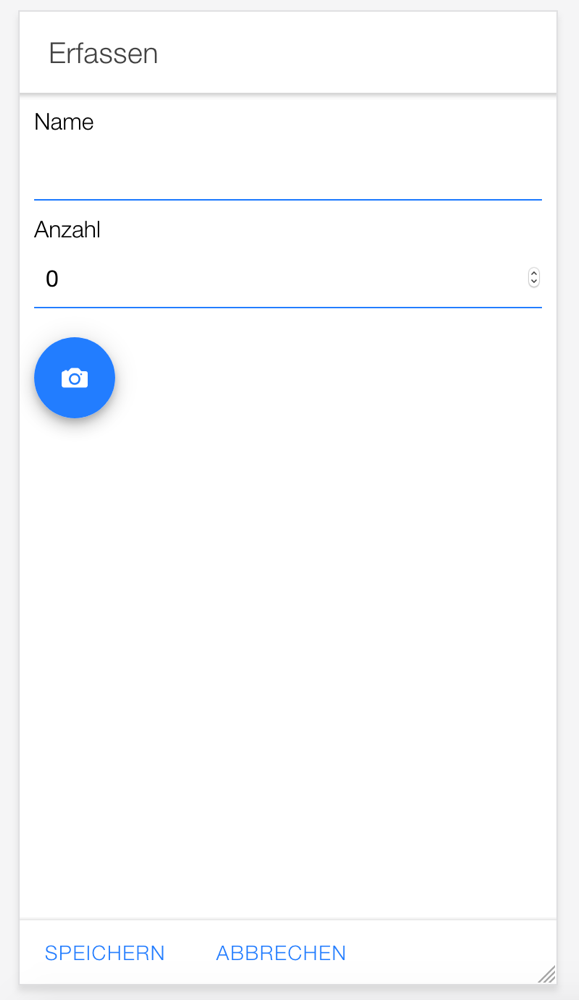 Erfassen
Name
Anzahl
0
SPEICHERN ABBRECHEN